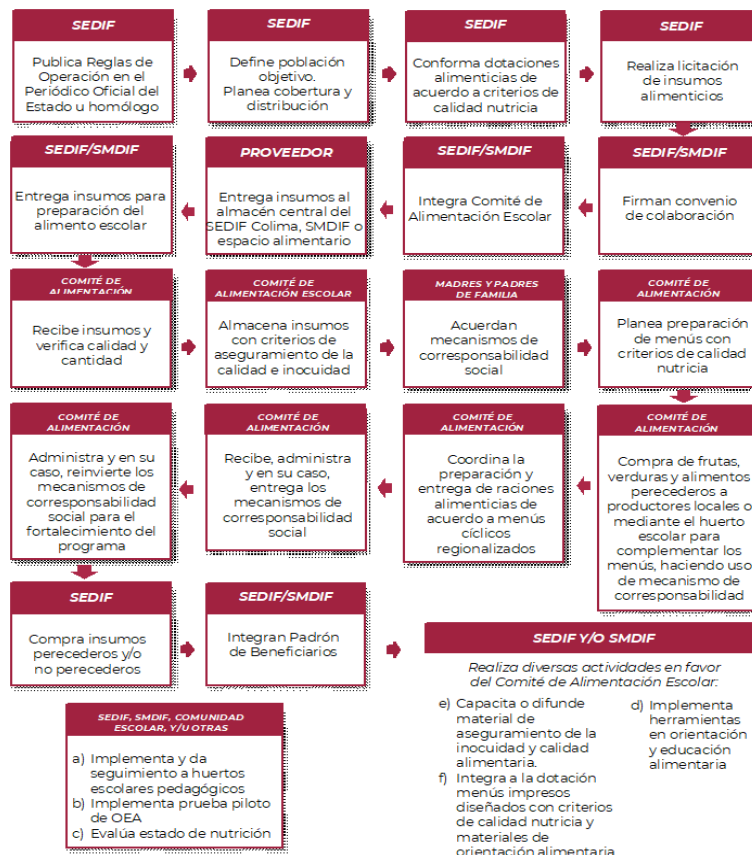 SEDIF
Publica Reglas de
Operación en el
Periódico Oficial del
Estado u homólogo
SEDIF
Define población
objetivo.
Planea cobertura y
distribución
SEDIF
Conforma dotaciones
alimenticias de
acuerdo a criterios de
calidad nutricia
SEDIF
Realiza licitación
de insumos
alimenticios
SEDIF/SMDIF
Firman convenio
de colaboración
SEDIF/SMDIF
Integra Comité de
Alimentación Escolar
PROVEEDOR
Entrega insumos al
almacén central del
SEDIF Colima, SMDIF o
espacio alimentario
SEDIF/SMDIF
Entrega insumos para
preparación del
alimento escolar
COMITÉ DE
ALIMENTACIÓN
Recibe insumos y
verifica calidad y
cantidad
COMITÉ DE
ALIMENTACIÓN ESCOLAR
Almacena insumos
con criterios de
aseguramiento de la
calidad e inocuidad
MADRES Y PADRES
DE FAMILIA
Acuerdan
mecanismos de
corresponsabilidad
social
COMITÉ DE
ALIMENTACIÓN
Planea preparación
de menús con
criterios de calidad
nutricia
COMITÉ DE
ALIMENTACIÓN
Compra de frutas,
verduras y alimentos
perecederos a
productores locales o
mediante el huerto
escolar para
complementar los
menús, haciendo uso
de mecanismo de
corresponsabilidad
COMITÉ DE
ALIMENTACIÓN
Coordina la
preparación y
entrega de raciones
alimenticias de
acuerdo a menús
cíclicos
regionalizados
COMITÉ DE
ALIMENTACIÓN
Recibe, administra
y en su caso,
entrega los
mecanismos de
corresponsabilidad
social
COMITÉ DE
ALIMENTACIÓN
Administra y en su
caso, reinvierte los
mecanismos de
corresponsabilidad
social para el
fortalecimiento del
programa
SEDIF
Compra insumos
perecederos y/o
no perecederos
SEDIF/SMDIF
Integran Padrón
de Beneficiarios
SEDIF Y/O SMDIF
Realiza diversas actividades en favor
del Comité de Alimentación Escolar:
e) Capacita o difunde
material de
aseguramiento de la
inocuidad y calidad
alimentaria.
f) Integra a la dotación
menús impresos
diseñados con criterios
de calidad nutricia y
materiales de
orientación alimentaria
d) Implementa
herramientas
en orientación
y educación
alimentaria
SEDIF, SMDIF, COMUNIDAD
ESCOLAR, Y/U OTRAS
a) Implementa y da
seguimiento a huertos
escolares pedagógicos
b) Implementa prueba piloto
de OEA
c) Evalúa estado de nutrición